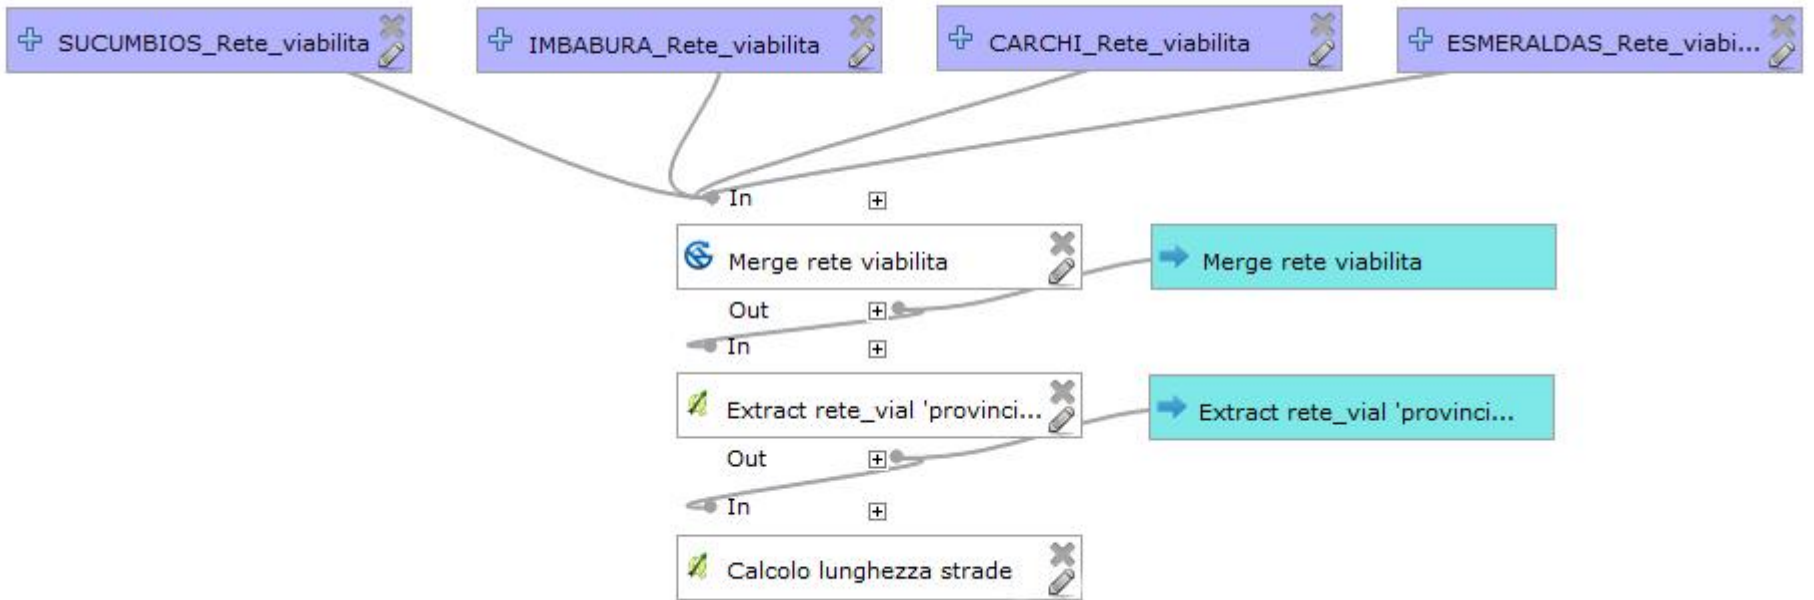 SUCUMBIOS_Rete_viabilita
IMBABURA_Rete_viabilita
CARCHI_Rete_viabilita
ESMERALDAS_Rete_viabi...
In
Merge rete viabilita
Merge rete viabilita
Out
In
Extract rete_vial 'provinci...
Extract rete_vial 'provinci...
Out
In
Calcolo lunghezza strade